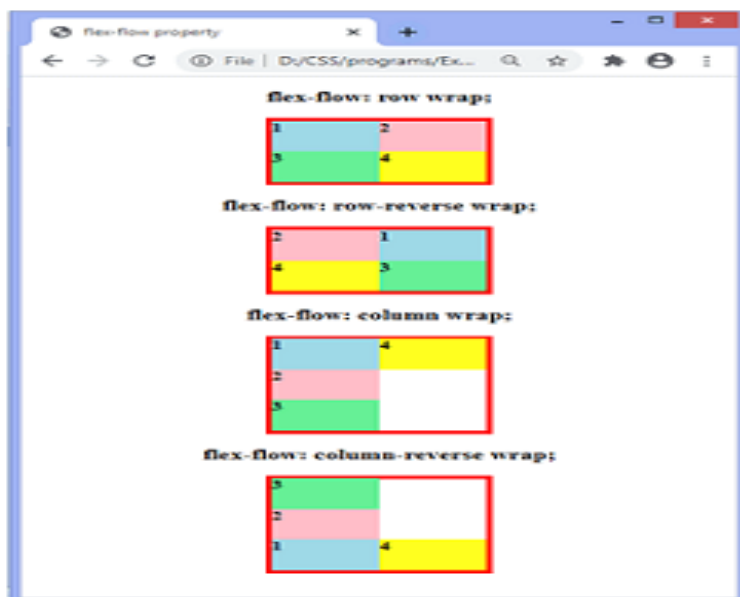 flex-flow property
File | D:/CSS/programs/Ex...
flex-flow: row wrap;
1 2
3 4
flex-flow: row-reverse wrap;
2 1
4 3
flex-flow: column wrap;
1 4
2
3
flex-flow: column-reverse wrap;
3
2
1 4